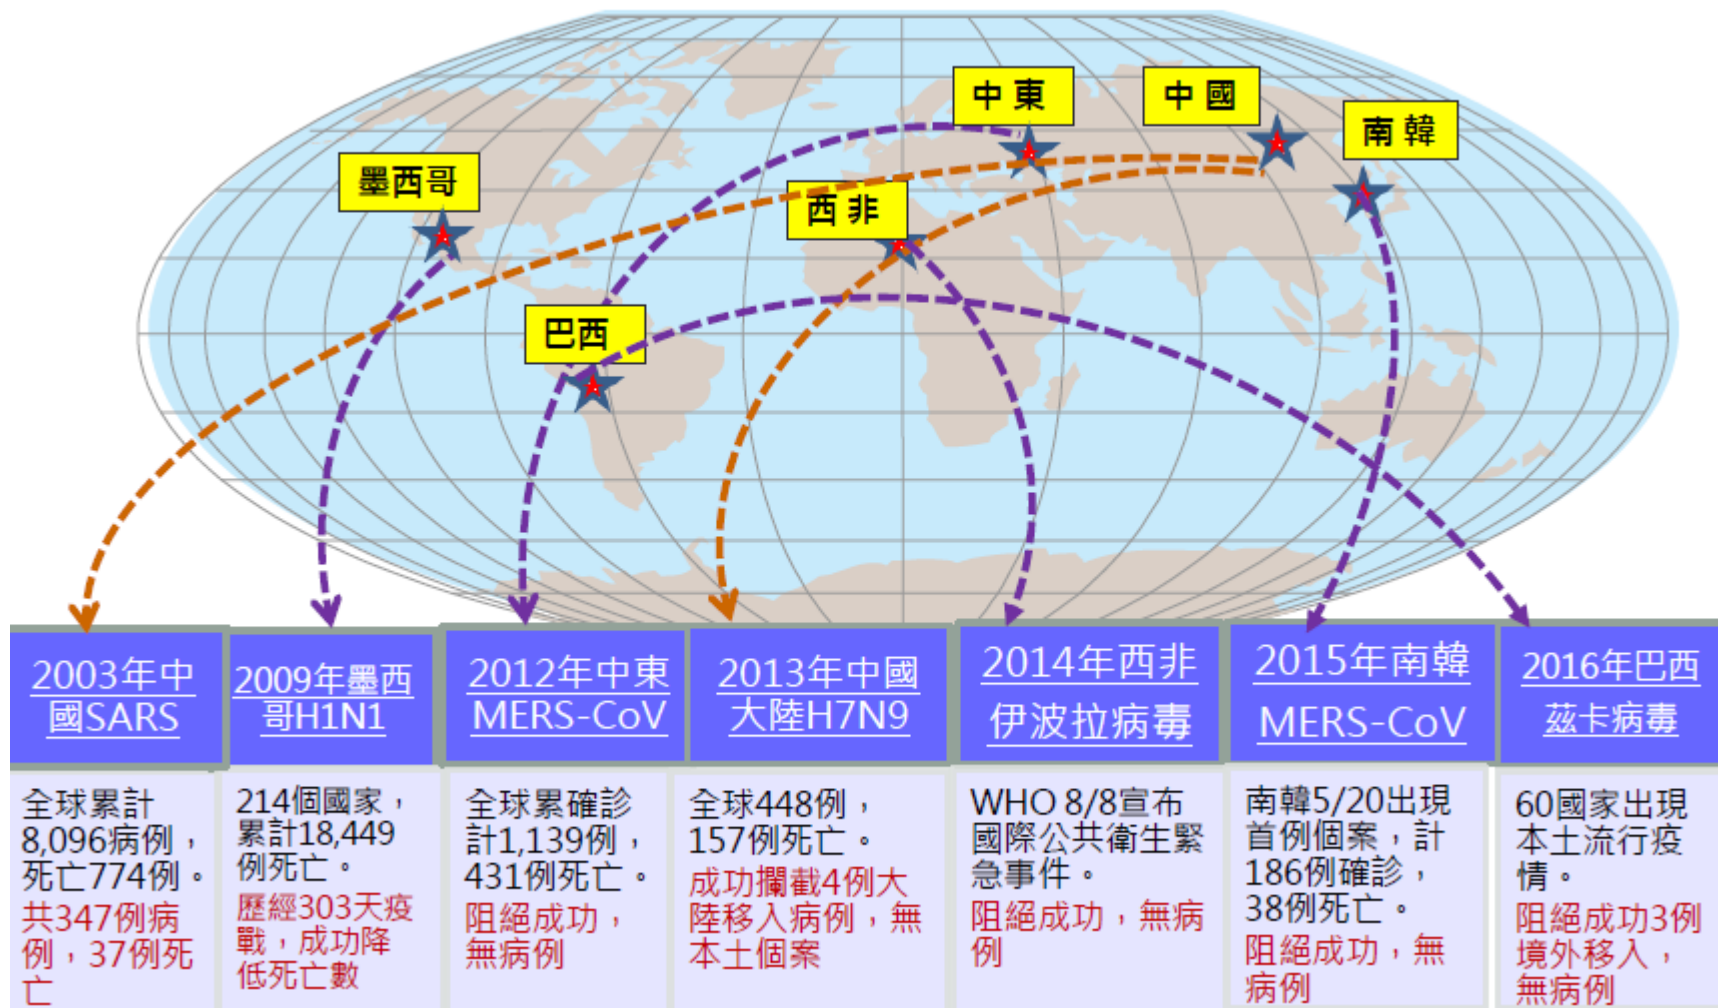 中東
中國
南韓
墨西哥
西非
巴西
2003年中
國SARS
全球累計
8,096病例，
死亡774例。
共347例病
例，37例死
亡
2009年墨西
哥H1N1
214個國家，
累計18,449
例死亡。
歷經303天疫
戰，成功降
低死亡數
2012年中東
MERS-CoV
全球累確診
計1,139例，
431例死亡。
阻絕成功，
無病例
2013年中國
大陸H7N9
全球448例，
157例死亡。
成功攔截4例大
陸移入病例，無
本土個案
2014年西非
伊波拉病毒
WHO 8/8宣布
國際公共衛生緊
急事件。
阻絕成功，無病
例
2015年南韓
MERS-CoV
南韓5/20出現
首例個案，計
186例確診，
38例死亡。
阻絕成功，無
病例
2016年巴西
茲卡病毒
60國家出現
本土流行疫
情。
阻絕成功3例
境外移入，
無病例